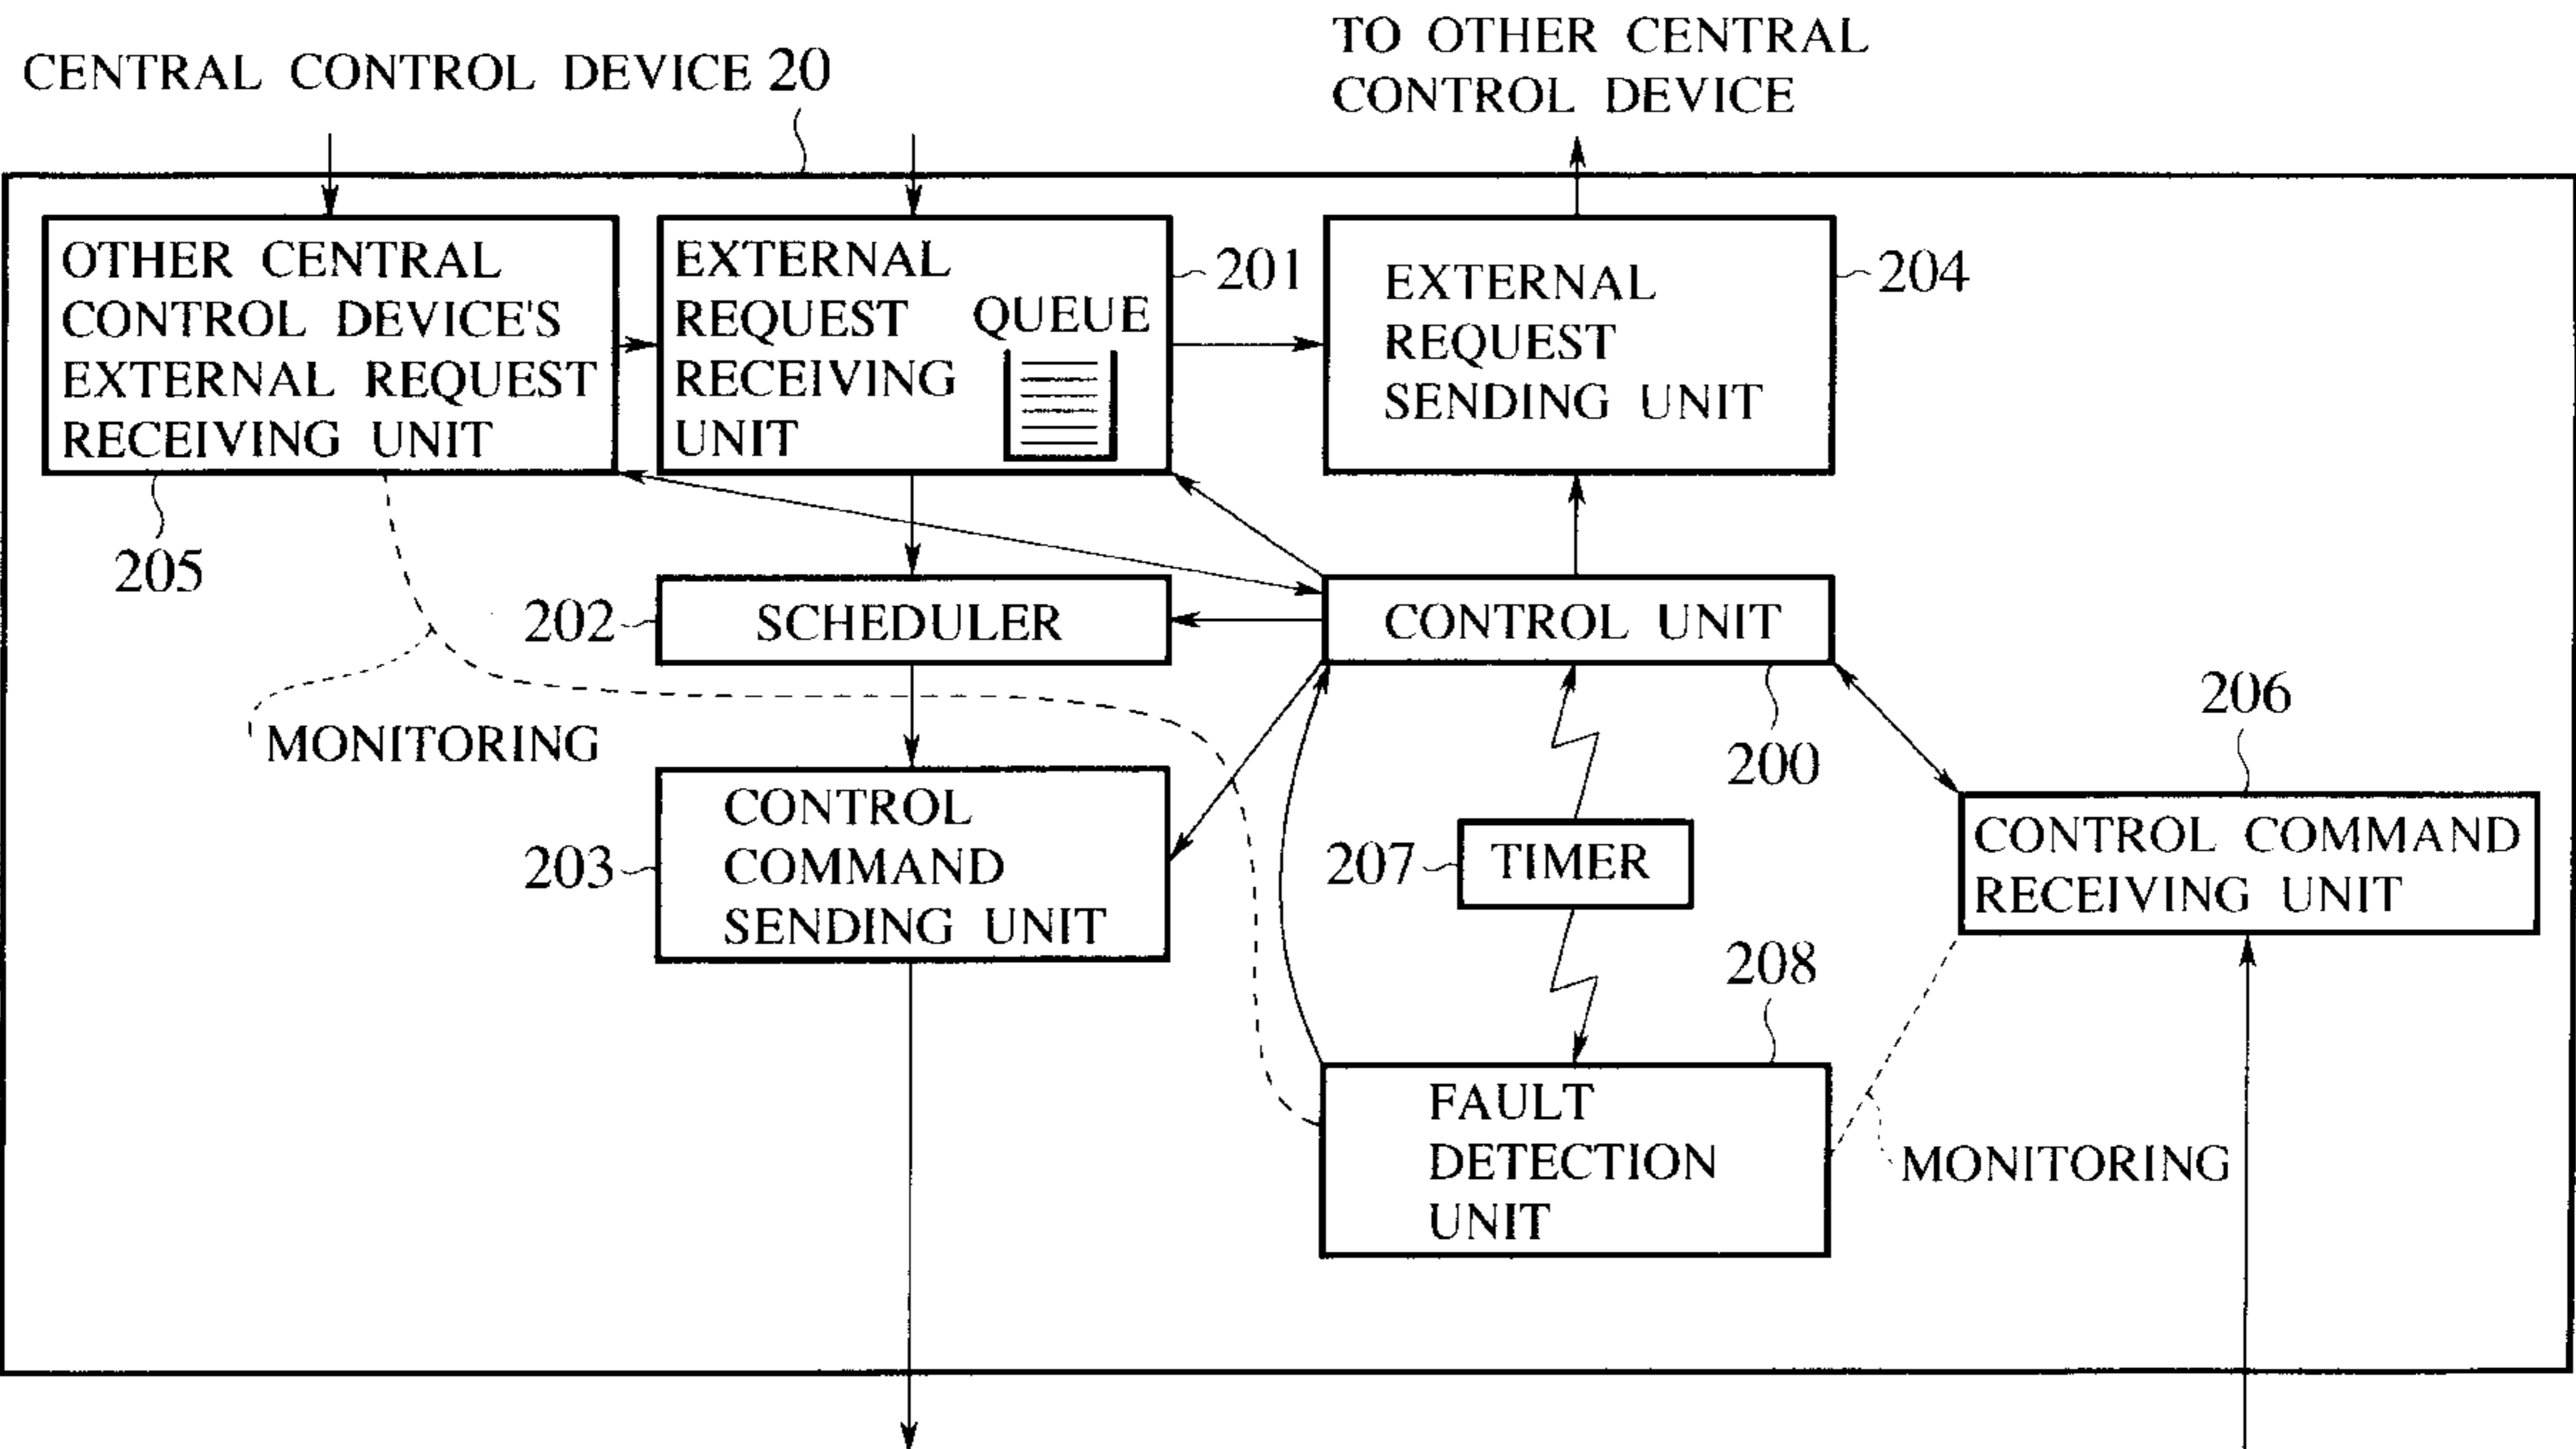 TO OTHER CENTRAL
CONTROL DEVICE
CENTRAL CONTROL DEVICE 20
OTHER CENTRAL
CONTROL DEVICE'S
EXTERNAL REQUEST
RECEIVING UNIT
205
EXTERNAL
REQUEST
RECEIVING
UNIT
QUEUE
201
EXTERNAL
REQUEST
SENDING UNIT
204
202
SCHEDULER
CONTROL UNIT
200
MONITORING
203
CONTROL
COMMAND
SENDING UNIT
207
TIMER
206
CONTROL COMMAND
RECEIVING UNIT
208
FAULT
DETECTION
UNIT
MONITORING